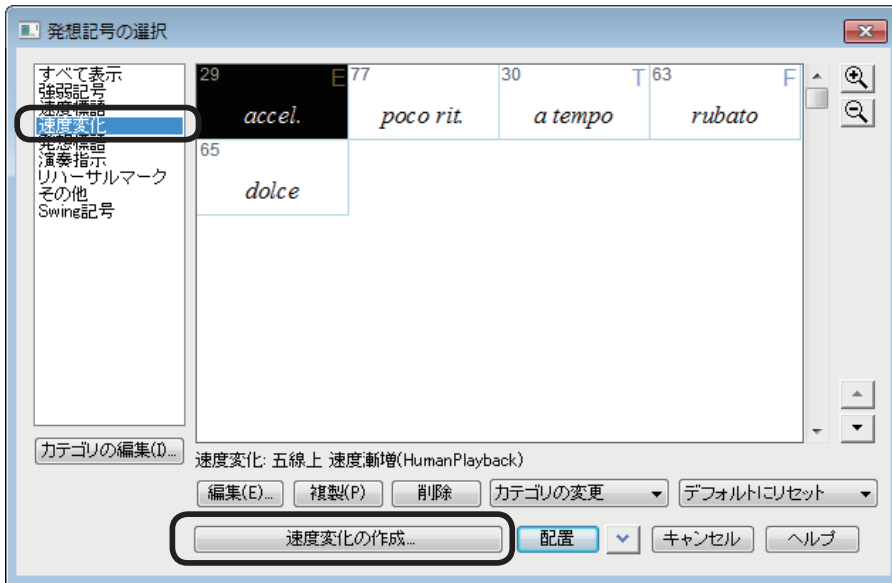 発想記号の選択
すべて表示
強弱記号
速度標語
速度変化
発想標語
演奏指示
リハーサルマーク
その他
Swing記号
29 E 77 30 T 63 F
accel. poco rit. a tempo rubato
65
dolce
カテゴリの編集(I)...
速度変化: 五線上 速度漸増(HumanPlayback)
編集(E)... 複製(P) 削除 カテゴリの変更 デフォルトにリセット
速度変化の作成... 配置 キャンセル ヘルプ